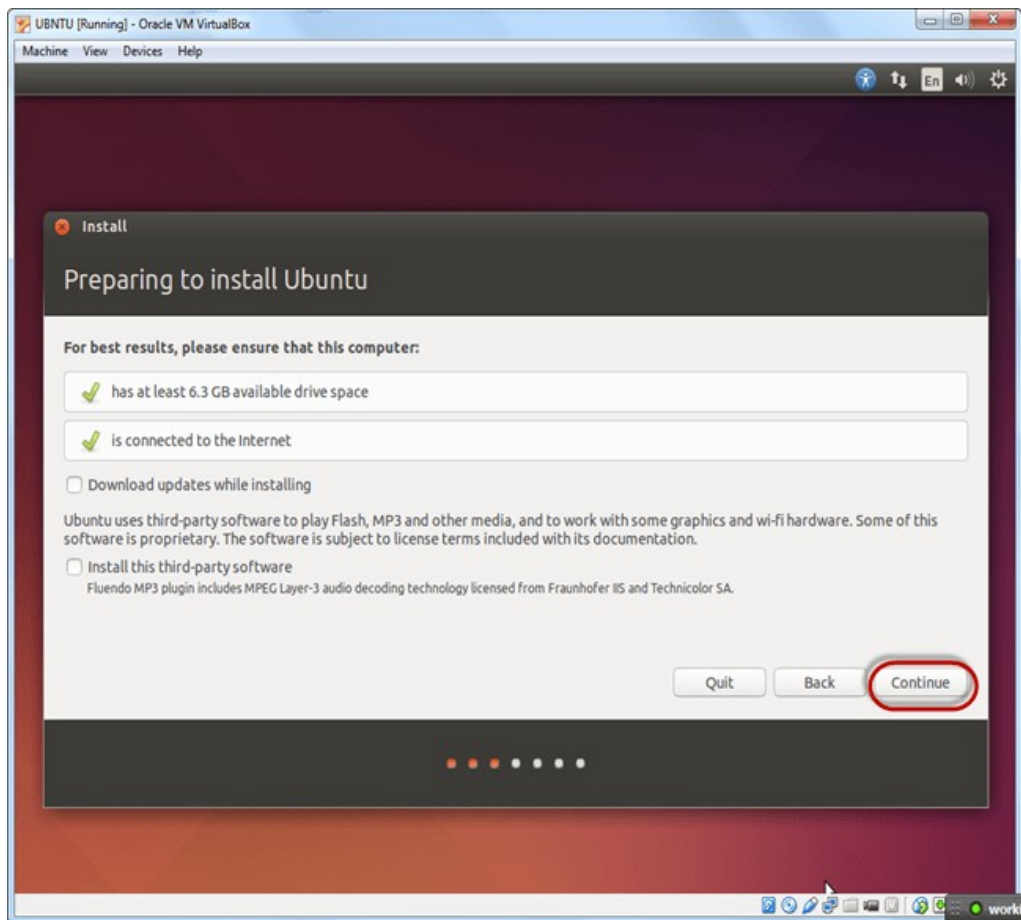 UBNTU [Running] - Oracle VM VirtualBox
Machine View Devices Help
En
Install
Preparing to install Ubuntu
For best results, please ensure that this computer:
has at least 6.3 GB available drive space
is connected to the Internet
Download updates while installing
Ubuntu uses third-party software to play Flash, MP3 and other media, and to work with some graphics and wi-fi hardware. Some of this
software is proprietary. The software is subject to license terms included with its documentation.
Install this third-party software
Fluendo MP3 plugin includes MPEG Layer-3 audio decoding technology licensed from Fraunhofer IIS and Technicolor SA.
Quit Back Continue